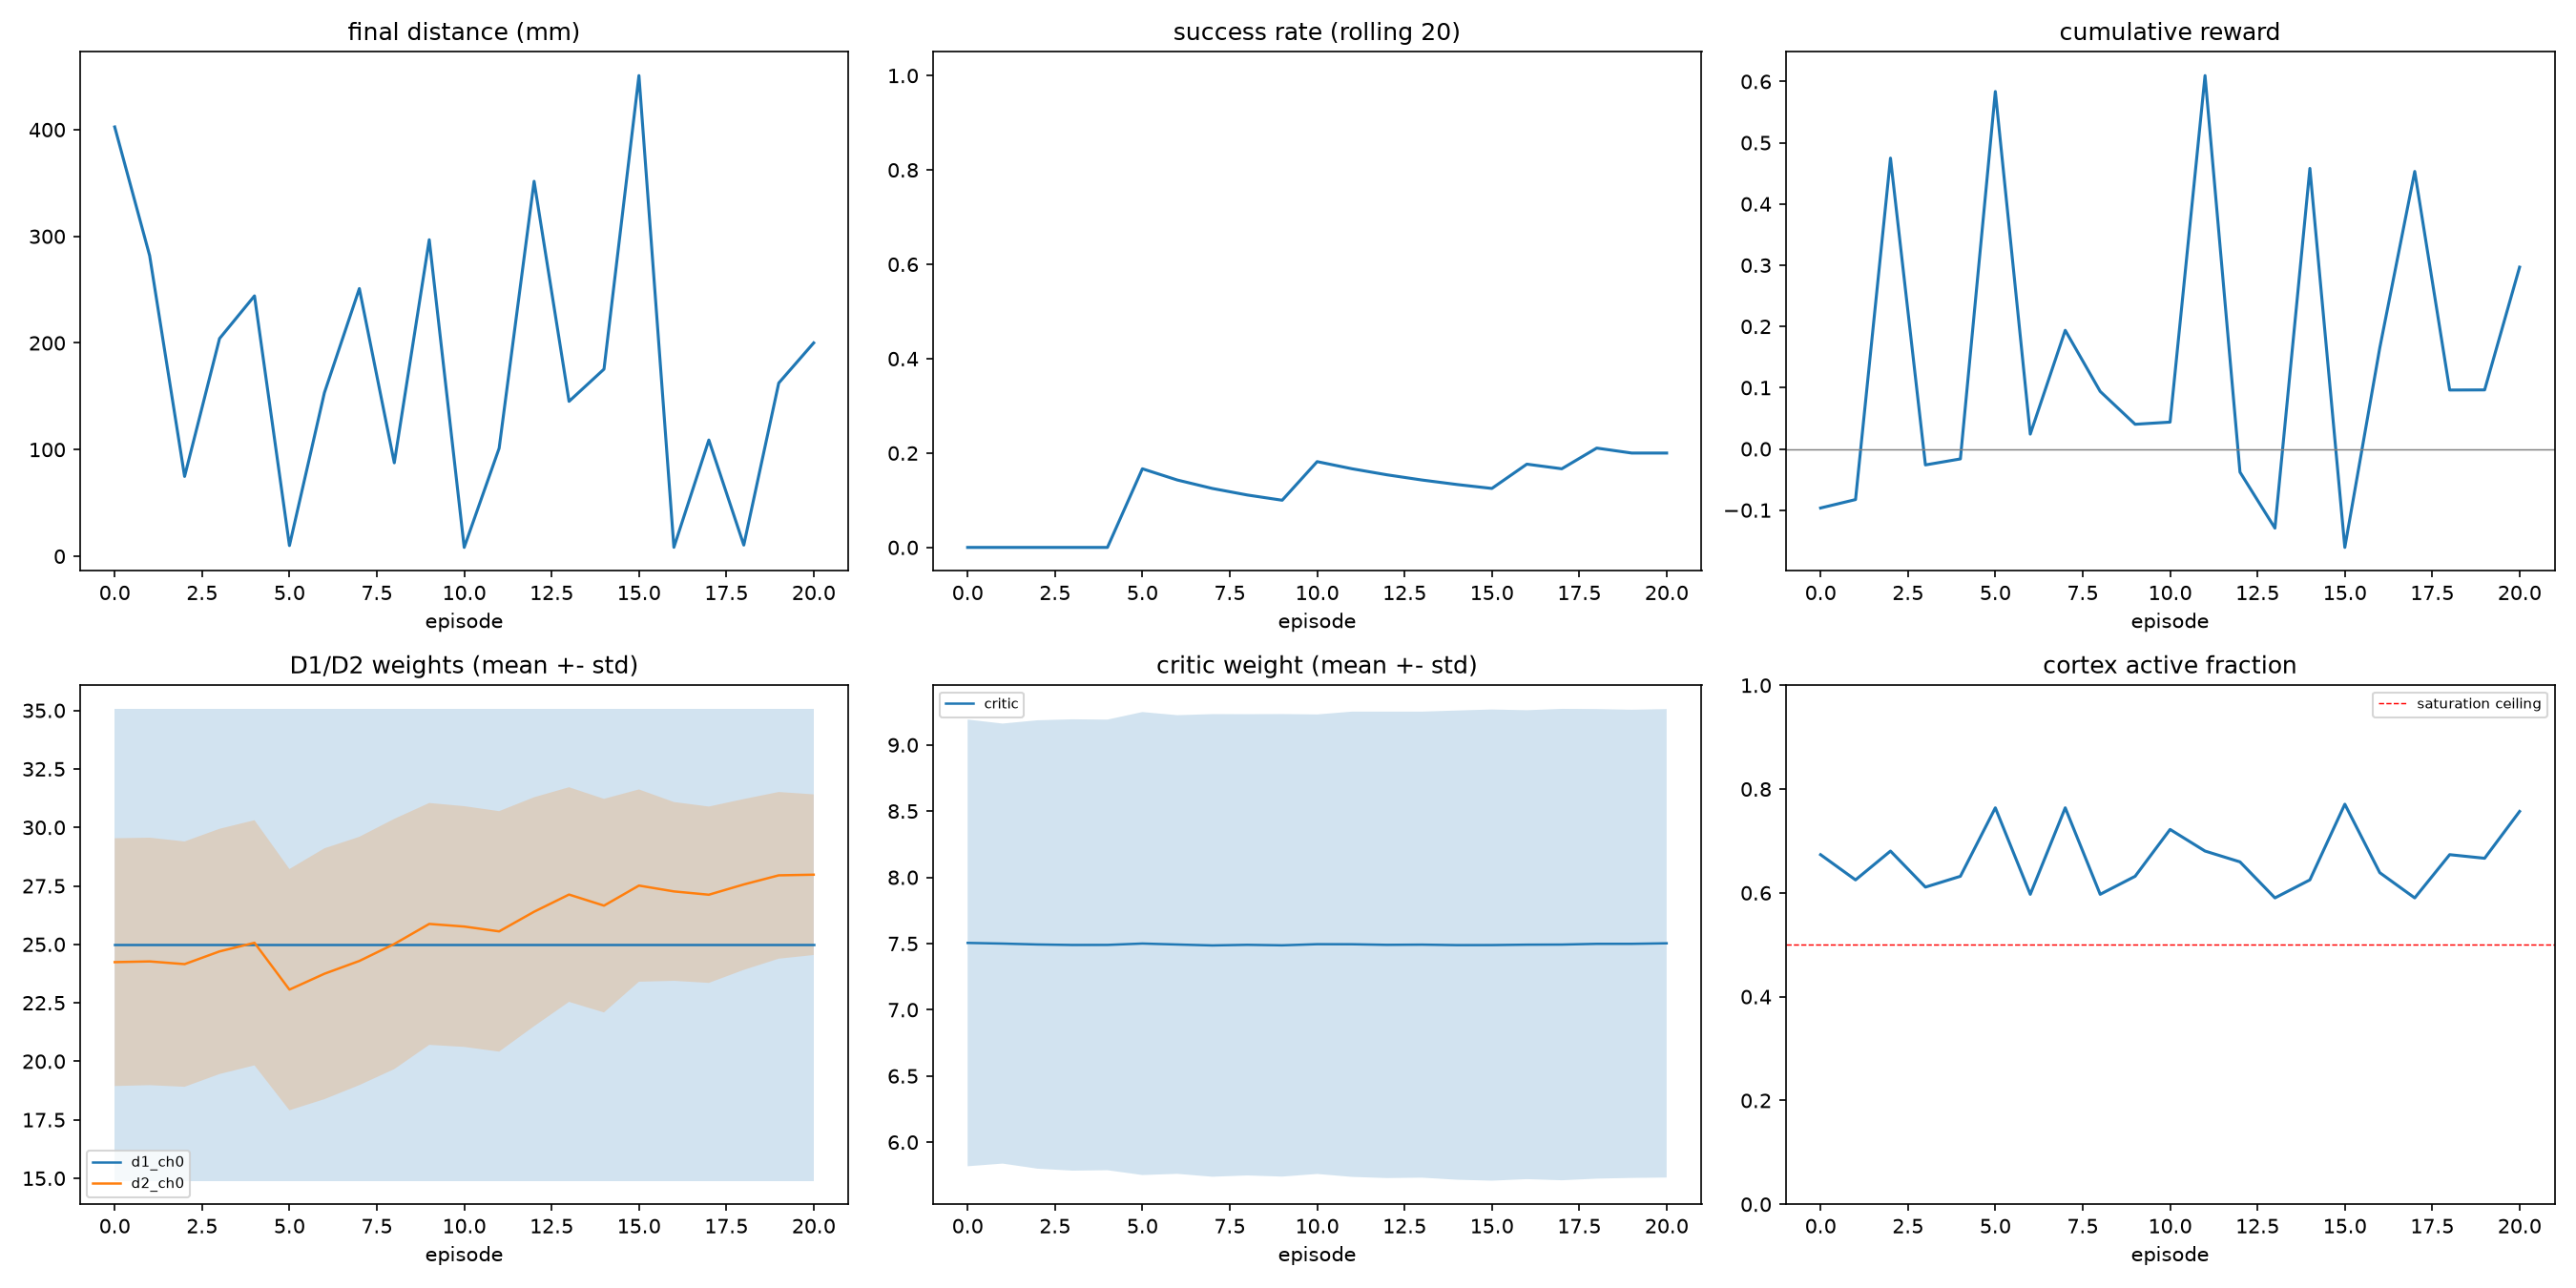 final distance (mm)
400
300
200
100
0
0.0 2.5 5.0 7.5 10.0 12.5 15.0 17.5 20.0
episode
success rate (rolling 20)
1.0
0.8
0.6
0.4
0.2
0.0
0.0 2.5 5.0 7.5 10.0 12.5 15.0 17.5 20.0
episode
cumulative reward
0.6
0.5
0.4
0.3
0.2
0.1
0.0
−0.1
0.0 2.5 5.0 7.5 10.0 12.5 15.0 17.5 20.0
episode
D1/D2 weights (mean +- std)
35.0
32.5
30.0
27.5
25.0
22.5
20.0
17.5
15.0
d1_ch0
d2_ch0
0.0 2.5 5.0 7.5 10.0 12.5 15.0 17.5 20.0
episode
critic weight (mean +- std)
critic
9.0
8.5
8.0
7.5
7.0
6.5
6.0
0.0 2.5 5.0 7.5 10.0 12.5 15.0 17.5 20.0
episode
cortex active fraction
saturation ceiling
1.0
0.8
0.6
0.4
0.2
0.0
0.0 2.5 5.0 7.5 10.0 12.5 15.0 17.5 20.0
episode